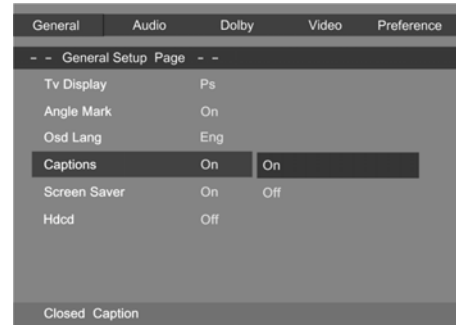 General Audio Dolby Video Preference
- - General Setup Page - -
Tv Display Ps
Angle Mark On
Osd Lang Eng
Captions On On
Screen Saver On Off
Hdcd Off
Closed Caption